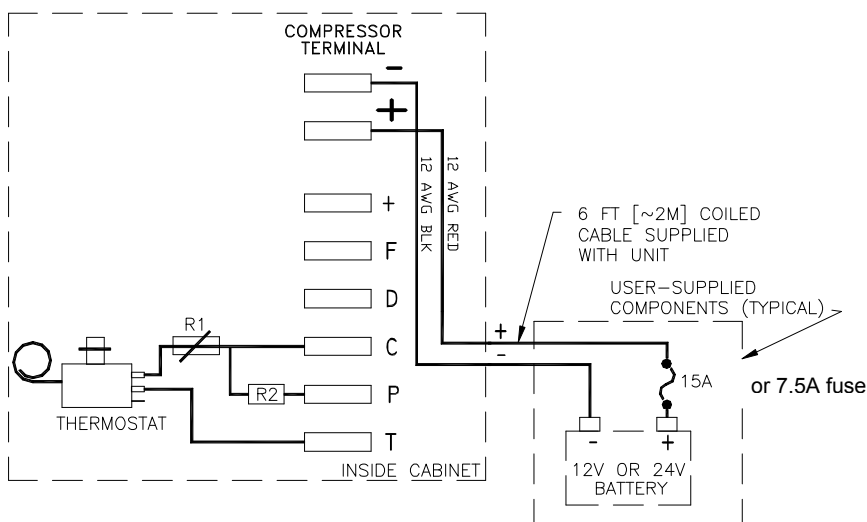 COMPRESSOR
TERMINAL
-
+
12 AWG BLK
12 AWG RED
+
F
D
C
P
T
R1
R2
THERMOSTAT
INSIDE CABINET
6 FT [~2M] COILED
CABLE SUPPLIED
WITH UNIT
USER-SUPPLIED
COMPONENTS (TYPICAL)
+
-
15A
or 7.5A fuse
- +
12V OR 24V
BATTERY